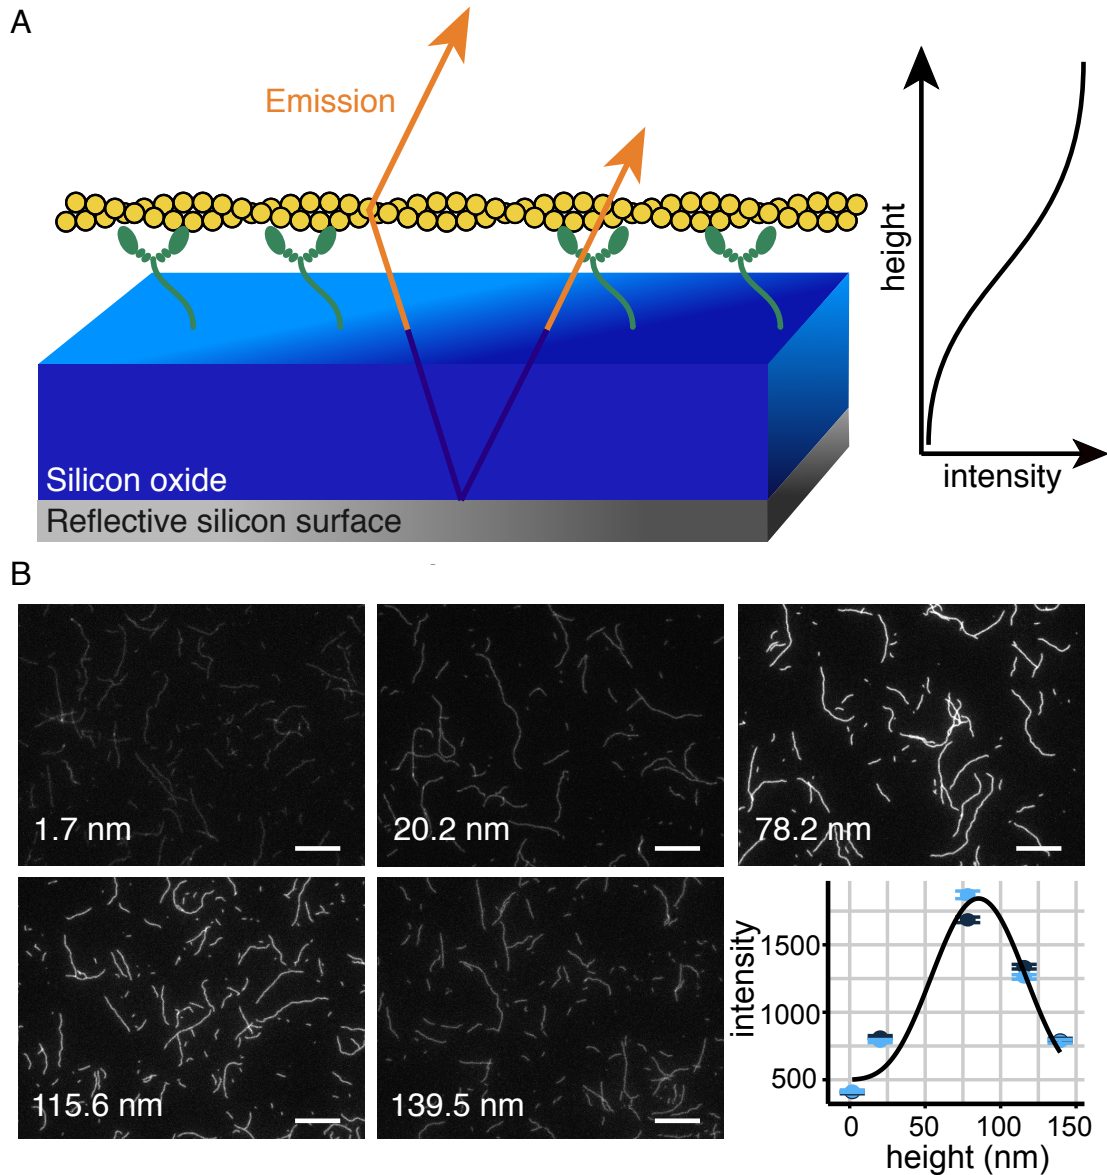 A
Emission
height
intensity
Silicon oxide
Reflective silicon surface
B
1.7 nm
20.2 nm
78.2 nm
115.6 nm
139.5 nm
intensity
1500
1000
500
0 50 100 150
height (nm)